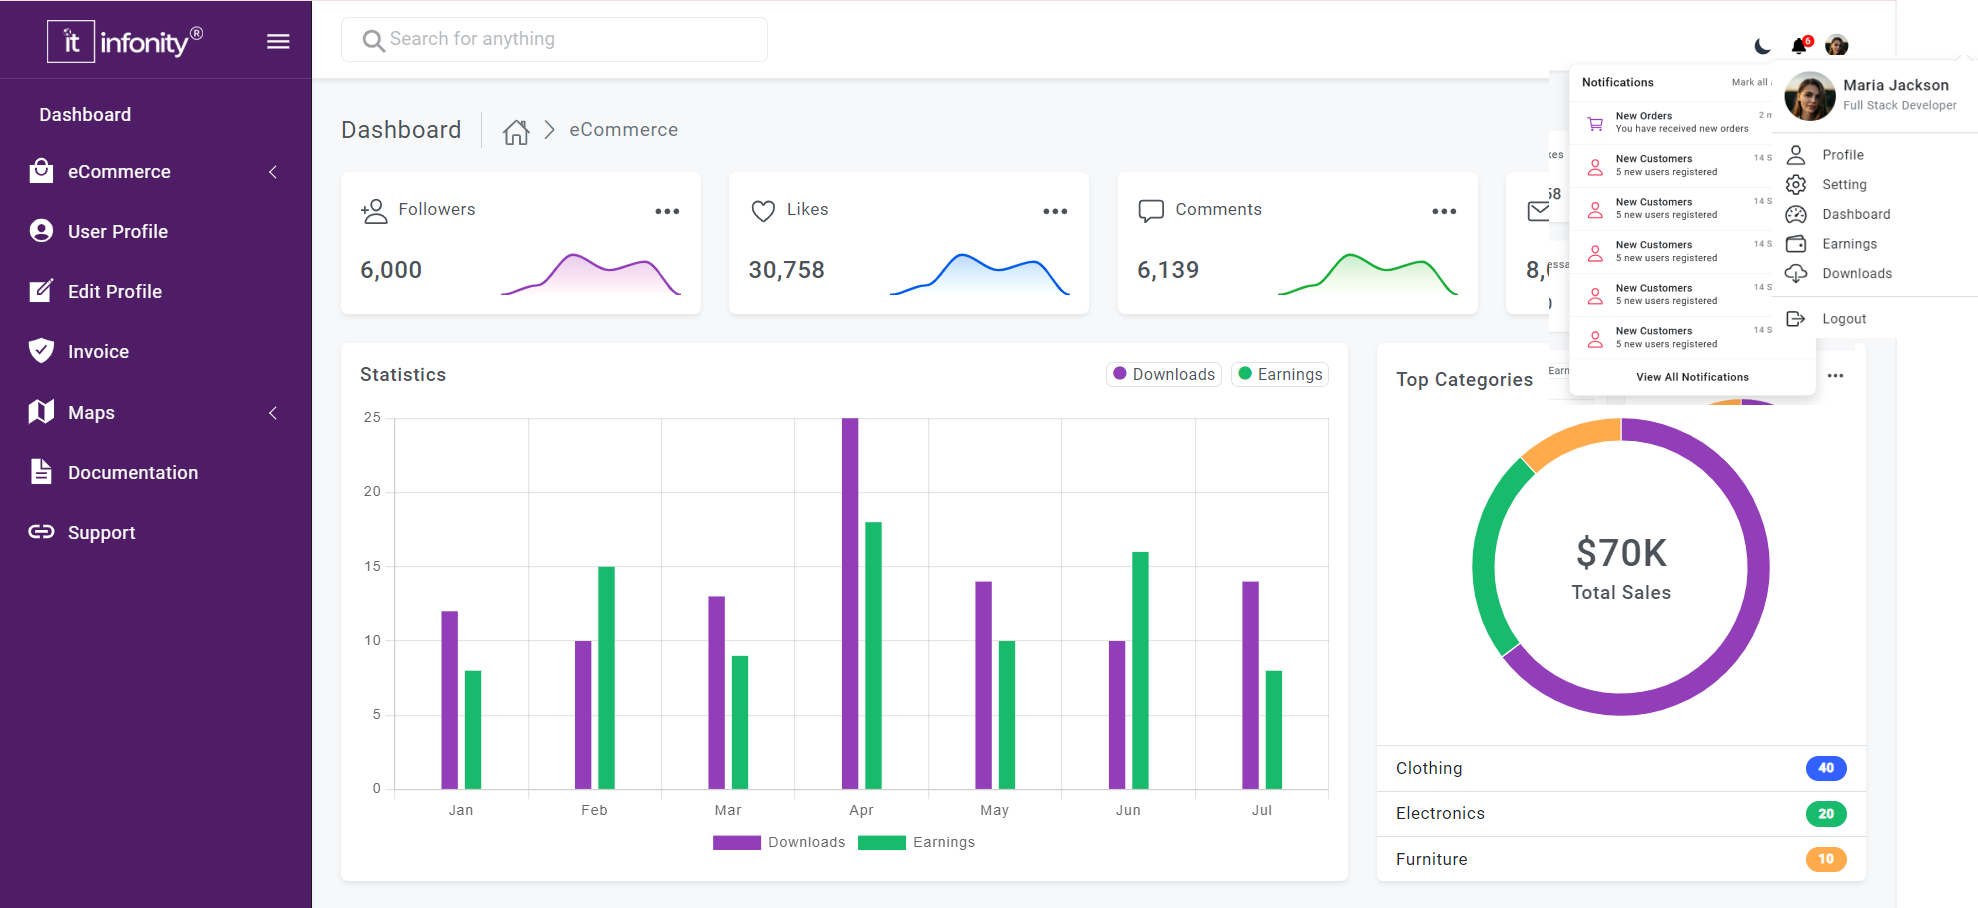 it infonity®
Search for anything
6
Dashboard
eCommerce
User Profile
Edit Profile
Invoice
Maps
Documentation
Support
Dashboard
eCommerce
Followers
6,000
Likes
30,758
Comments
6,139
8,
58
Notifications
Mark all
New Orders
You have received new orders
2 m
New Customers
5 new users registered
14 S
New Customers
5 new users registered
14 S
New Customers
5 new users registered
14 S
New Customers
5 new users registered
14 S
New Customers
5 new users registered
14 S
View All Notifications
Maria Jackson
Full Stack Developer
Profile
Setting
Dashboard
Earnings
Downloads
Logout
Statistics
Downloads
Earnings
25
20
15
10
5
0
Jan Feb Mar Apr May Jun Jul
Downloads Earnings
Top Categories
Earn
$70K
Total Sales
Clothing 40
Electronics 20
Furniture 10